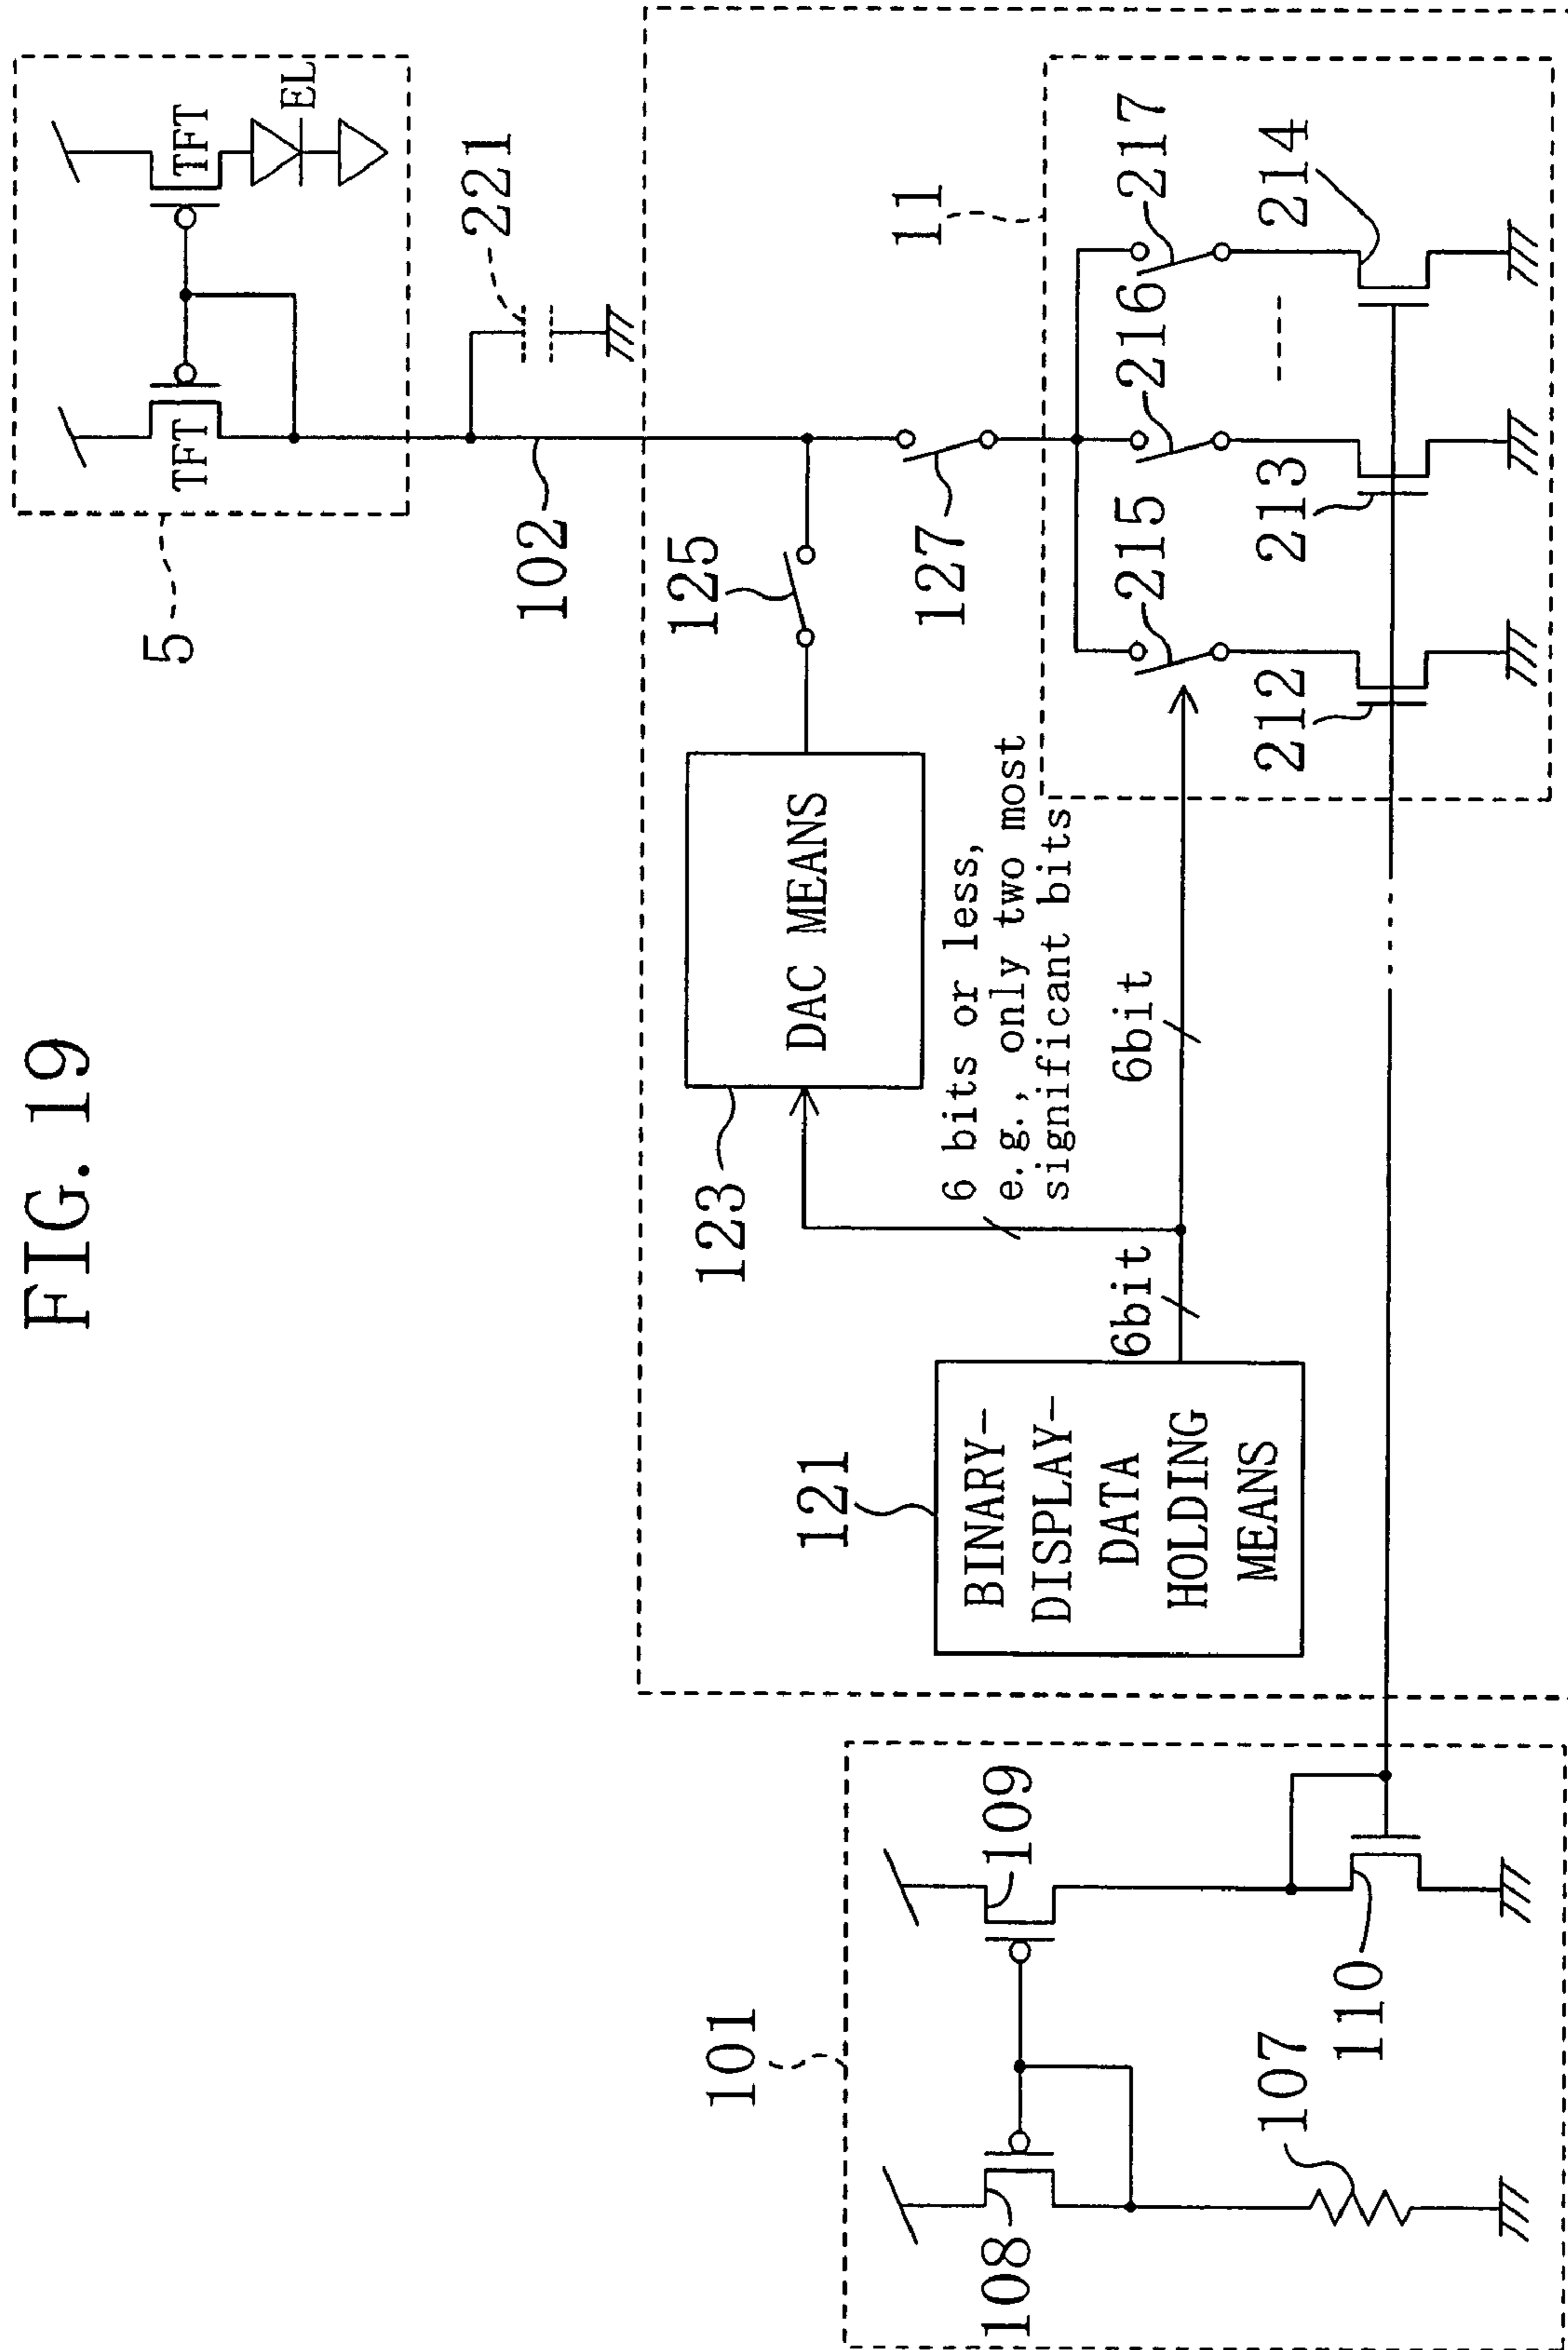 FIG. 19
5
TFT
TFT
EL
221
102
125
127
11
DAC MEANS
123
6 bits or less,
e.g., only two most
significant bits
6bit
6bit
121
BINARY-
DISPLAY-
DATA
HOLDING
MEANS
215
216
217
212
213
214
101
108
109
107
110